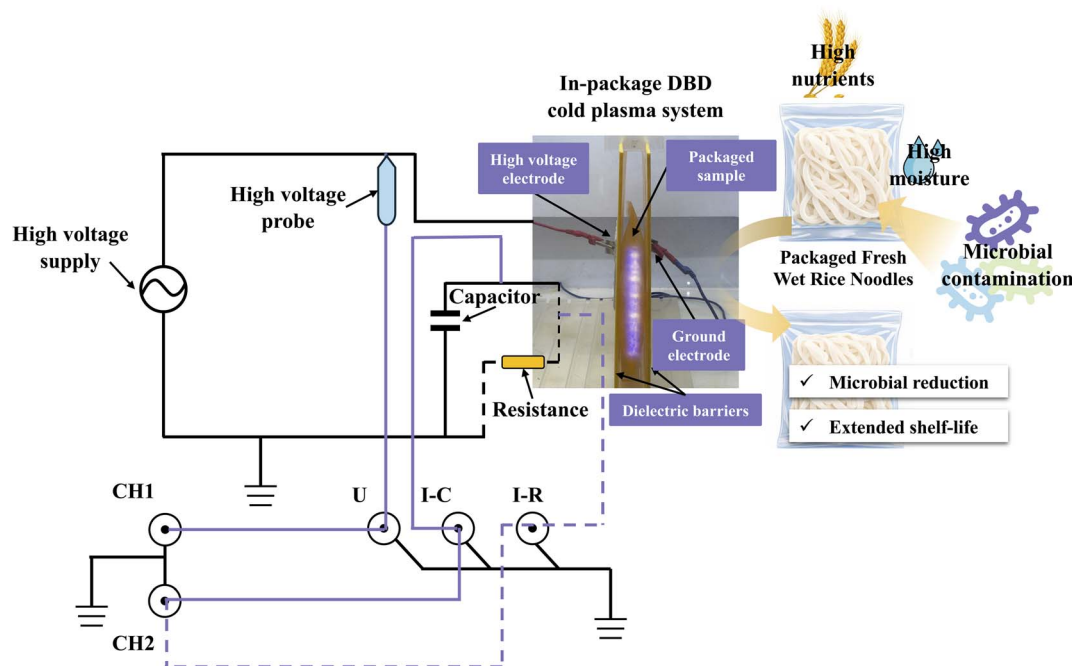 High
nutrients
In-package DBD
cold plasma system
High voltage
electrode
Packaged
sample
High
moisture
High voltage
probe
High voltage
supply
Packaged Fresh
Wet Rice Noodles
Microbial
contamination
Capacitor
Ground
electrode
Resistance
Dielectric barriers
✓ Microbial reduction
✓ Extended shelf-life
CH1
U
I-C
I-R
CH2